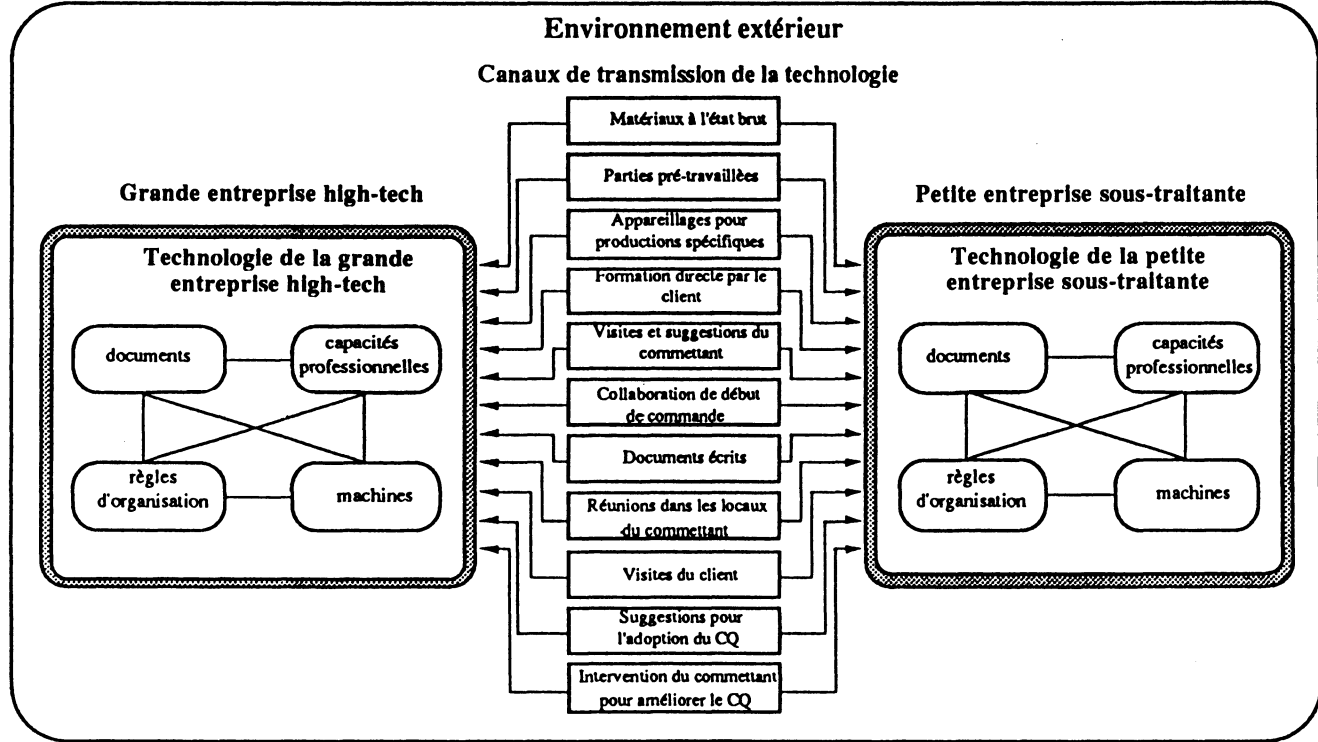 Environnement extérieur
Canaux de transmission de la technologie
Grande entreprise high-tech
Technologie de la grande
entreprise high-tech
documents
capacités
professionnelles
règles
d'organisation
machines
Matériaux à l'état brut
Parties pré-travaillées
Appareillages pour
productions spécifiques
Formation directe par le
client
Visites et suggestions du
commettant
Collaboration de début
de commande
Documents écrits
Réunions dans les locaux
du commettant
Visites du client
Suggestions pour
l'adoption du CQ
Intervention du commettant
pour améliorer le CQ
Petite entreprise sous-traitante
Technologie de la petite
entreprise sous-traitante
documents
capacités
professionnelles
règles
d'organisation
machines